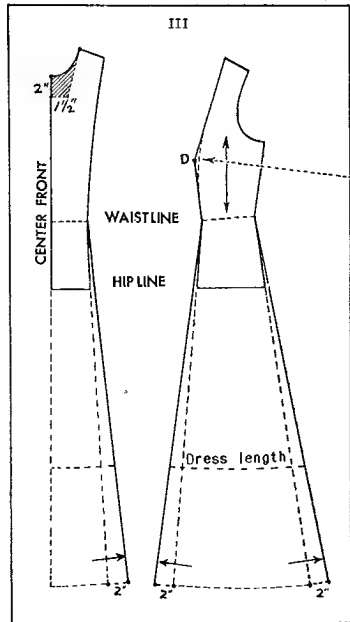 III
2"
1½"
D
CENTER FRONT
WAISTLINE
HIP LINE
Dress length
2"
2"
2"